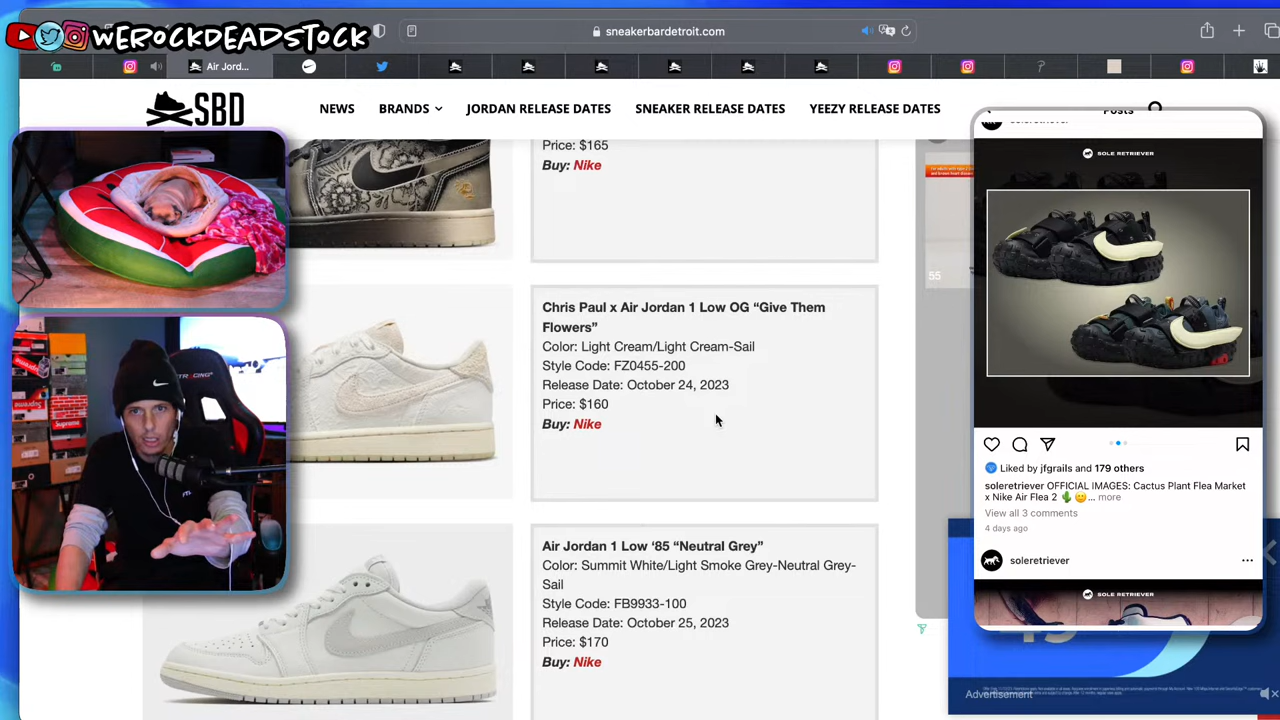 WEROCKDEADSTOCK
sneakerbardetroit.com
Air Jord...
SBD
NEWS
BRANDS
JORDAN RELEASE DATES
SNEAKER RELEASE DATES
YEEZY RELEASE DATES
Price: $165
Buy: Nike
Chris Paul x Air Jordan 1 Low OG “Give Them
Flowers”
Color: Light Cream/Light Cream-Sail
Style Code: FZ0455-200
Release Date: October 24, 2023
Price: $160
Buy: Nike
Air Jordan 1 Low ‘85 “Neutral Grey”
Color: Summit White/Light Smoke Grey-Neutral Grey-
Sail
Style Code: FB9933-100
Release Date: October 25, 2023
Price: $170
Buy: Nike
55
Posts
soleretriever
SOLE RETRIEVER
Liked by jfgrails and 179 others
soleretriever OFFICIAL IMAGES: Cactus Plant Flea Market
x Nike Air Flea 2 🌵 🙂... more
View all 3 comments
4 days ago
soleretriever
SOLE RETRIEVER
Advertisement
Supreme